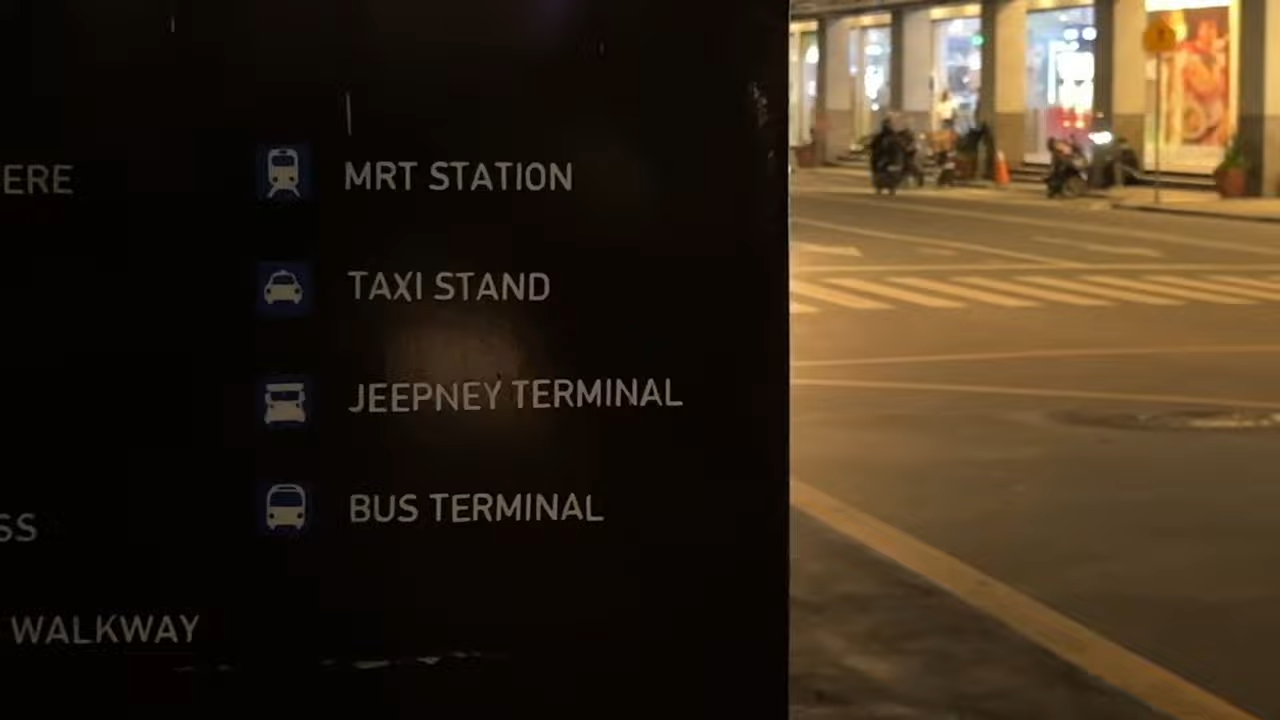 ERE
MRT STATION
TAXI STAND
JEEPNEY TERMINAL
BUS TERMINAL
SS
WALKWAY